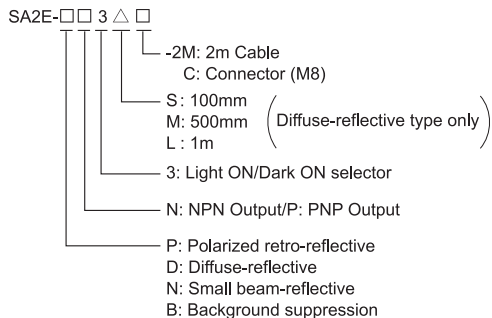 SA2E-□□3△□
-2M: 2m Cable
C: Connector (M8)
S: 100mm
M: 500mm (Diffuse-reflective type only)
L : 1m
3: Light ON/Dark ON selector
N: NPN Output/P: PNP Output
P: Polarized retro-reflective
D: Diffuse-reflective
N: Small beam-reflective
B: Background suppression